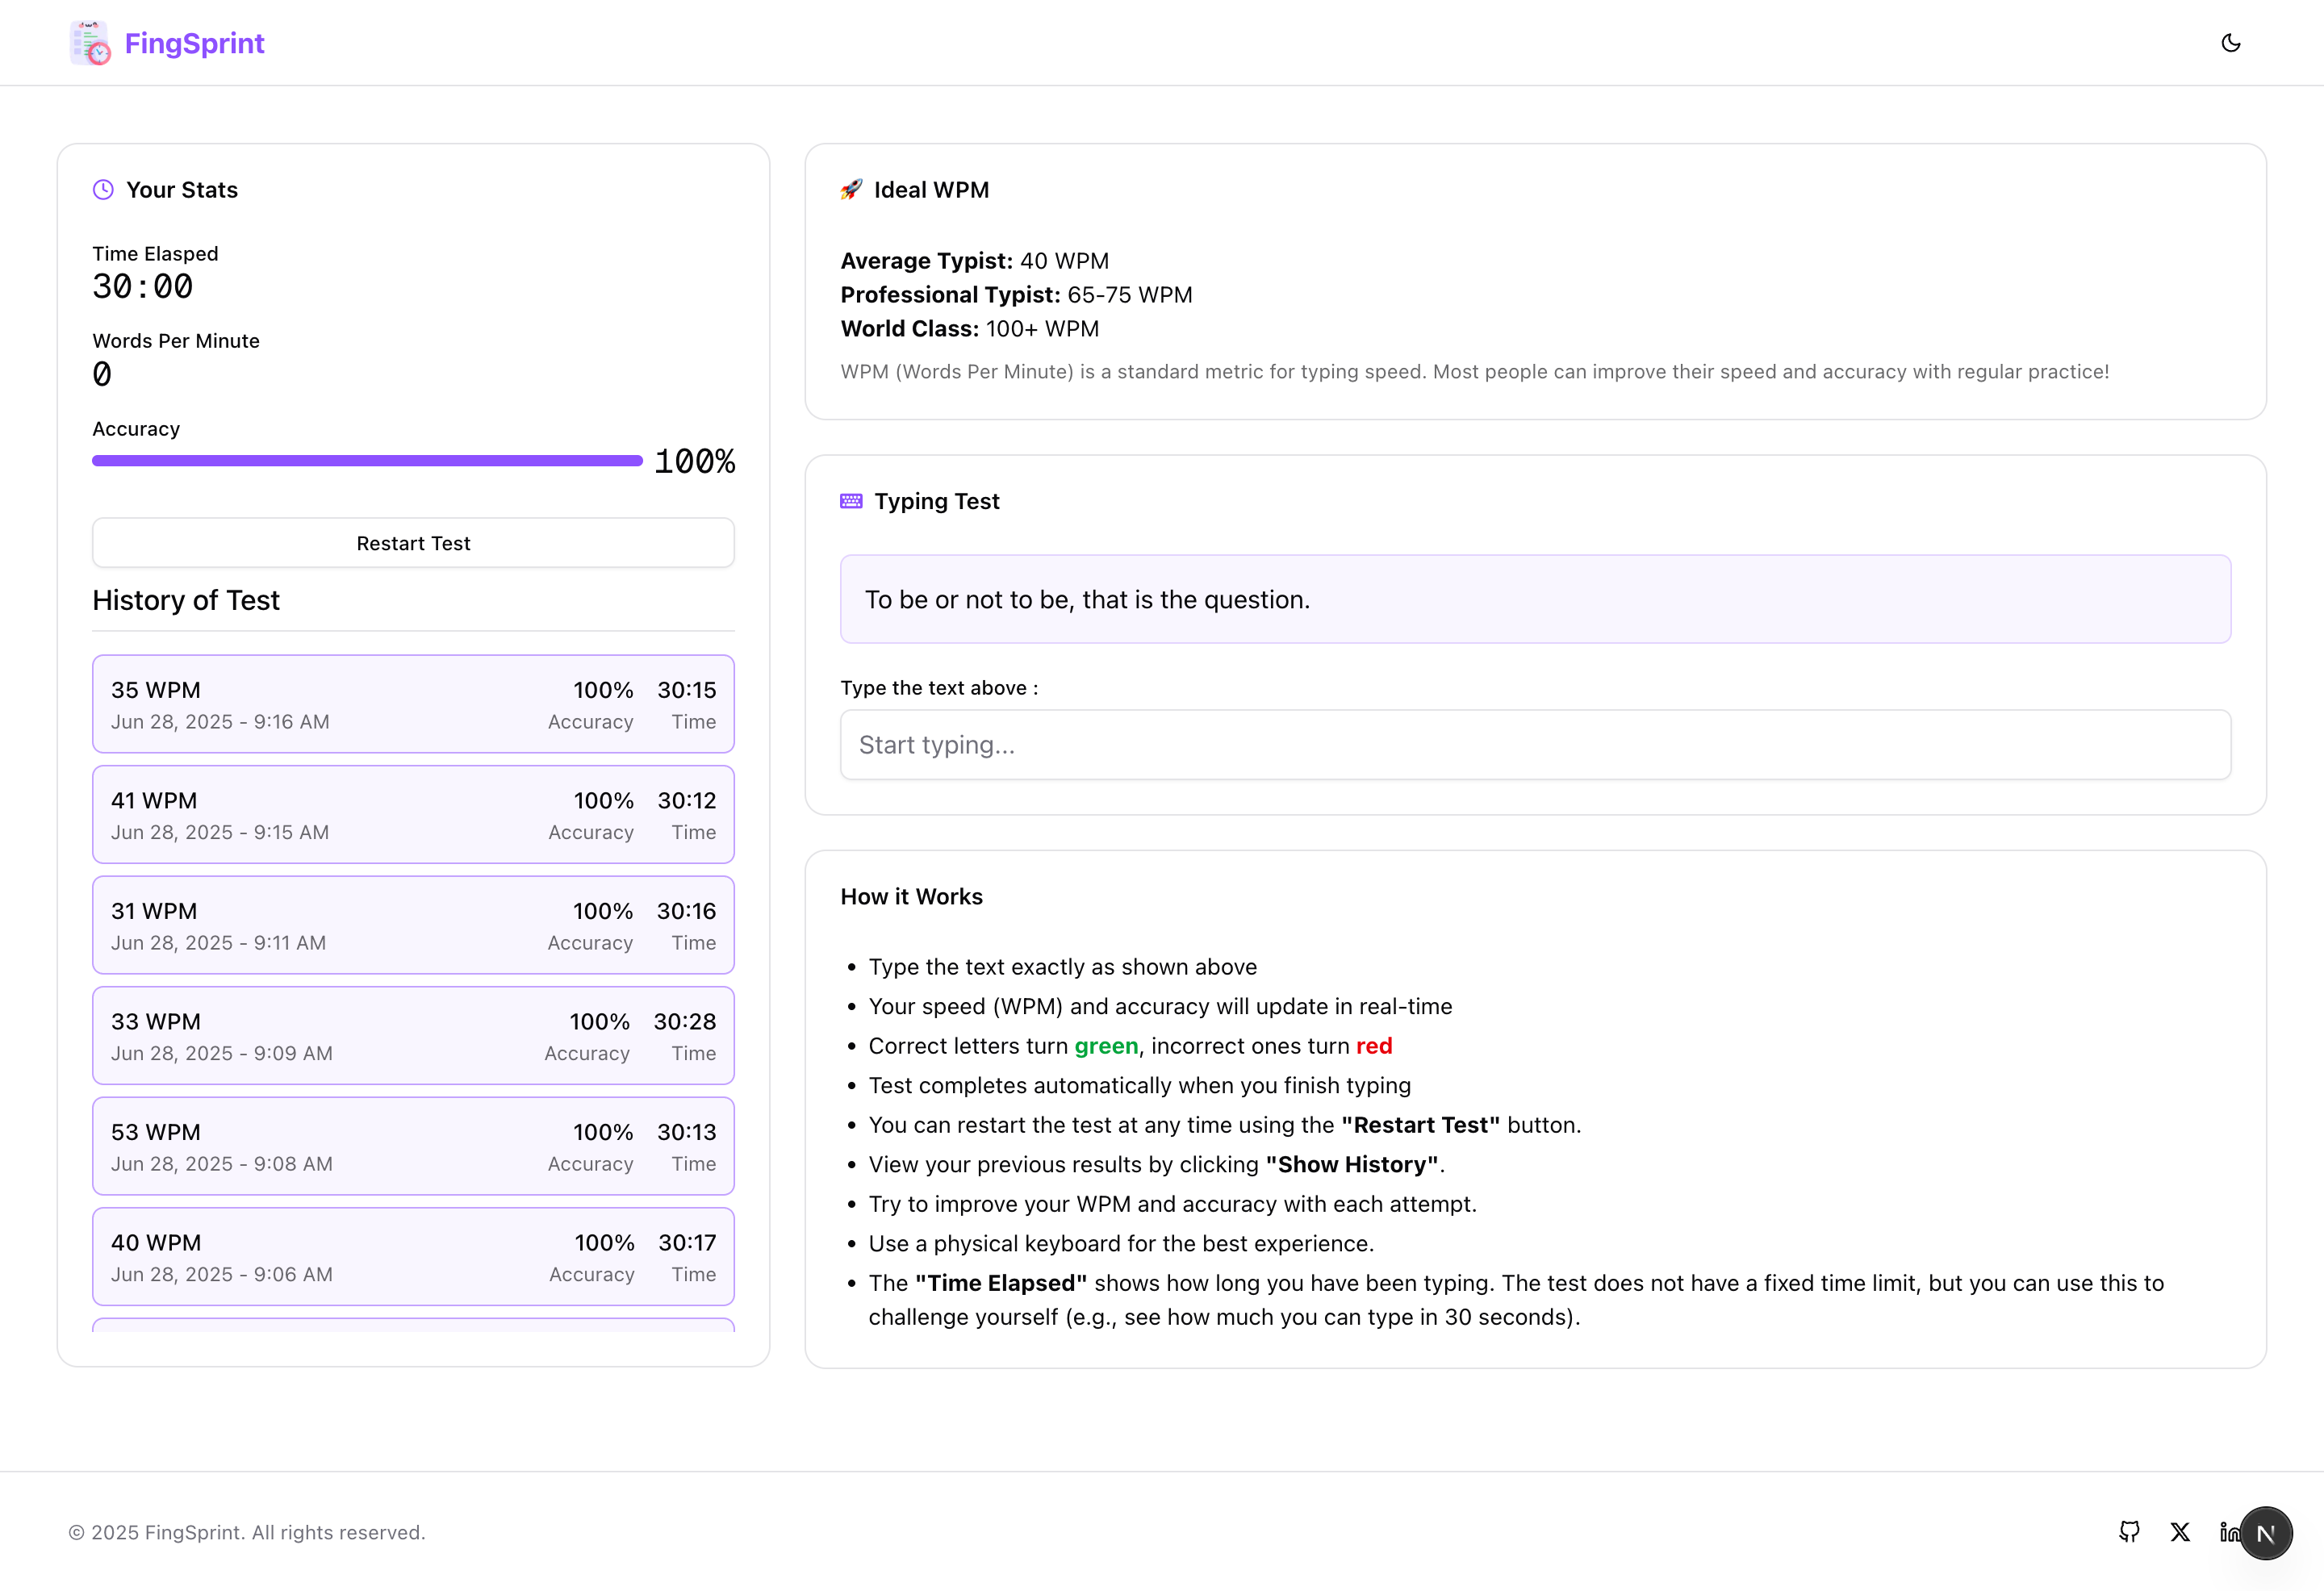 FingSprint
Your Stats
Time Elasped
30:00
Words Per Minute
0
Accuracy
100%
Restart Test
History of Test
35 WPM 100% 30:15
Jun 28, 2025 - 9:16 AM Accuracy Time
41 WPM 100% 30:12
Jun 28, 2025 - 9:15 AM Accuracy Time
31 WPM 100% 30:16
Jun 28, 2025 - 9:11 AM Accuracy Time
33 WPM 100% 30:28
Jun 28, 2025 - 9:09 AM Accuracy Time
53 WPM 100% 30:13
Jun 28, 2025 - 9:08 AM Accuracy Time
40 WPM 100% 30:17
Jun 28, 2025 - 9:06 AM Accuracy Time
🚀 Ideal WPM
Average Typist: 40 WPM
Professional Typist: 65-75 WPM
World Class: 100+ WPM
WPM (Words Per Minute) is a standard metric for typing speed. Most people can improve their speed and accuracy with regular practice!
Typing Test
To be or not to be, that is the question.
Type the text above :
Start typing...
How it Works
• Type the text exactly as shown above
• Your speed (WPM) and accuracy will update in real-time
• Correct letters turn green, incorrect ones turn red
• Test completes automatically when you finish typing
• You can restart the test at any time using the "Restart Test" button.
• View your previous results by clicking "Show History".
• Try to improve your WPM and accuracy with each attempt.
• Use a physical keyboard for the best experience.
• The "Time Elapsed" shows how long you have been typing. The test does not have a fixed time limit, but you can use this to
challenge yourself (e.g., see how much you can type in 30 seconds).
© 2025 FingSprint. All rights reserved.
X in N